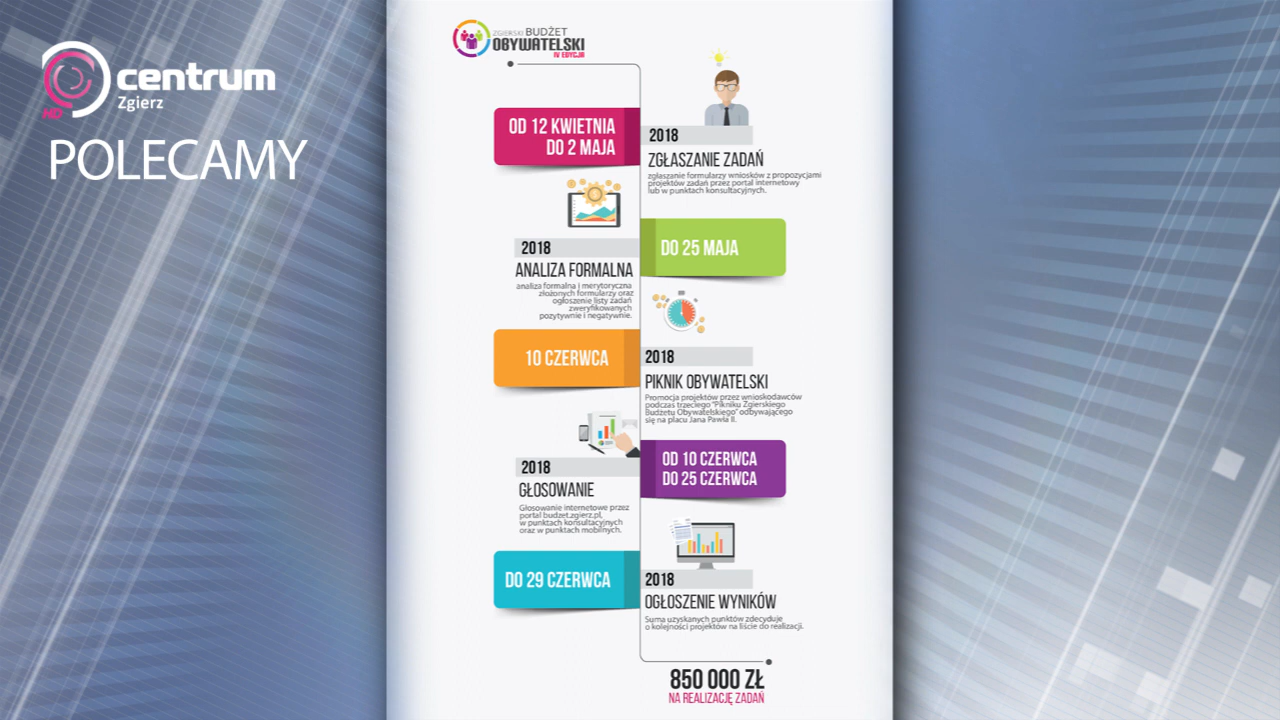 centrum
Zgierz
HD
POLECAMY
ZGIERSKI BUDŻET
OBYWATELSKI
IV EDYCJA
OD 12 KWIETNIA
DO 2 MAJA
2018
ZGŁASZANIE ZADAŃ
zgłaszanie formularzy wniosków z propozycjami
projektów zadań przez portal internetowy
lub w punktach konsultacyjnych.
DO 25 MAJA
2018
ANALIZA FORMALNA
analiza formalna i merytoryczna
złożonych formularzy oraz
ogłoszenie listy zadań
zweryfikowanych
pozytywnie i negatywnie.
10 CZERWCA
2018
PIKNIK OBYWATELSKI
Promocja projektów przez wnioskodawców
podczas trzeciego "Pikniku Zgierskiego
Budżetu Obywatelskiego" odbywającego
się na placu Jana Pawła II.
OD 10 CZERWCA
DO 25 CZERWCA
2018
GŁOSOWANIE
Głosowanie internetowe przez
portal budzet.zgierz.pl,
w punktach konsultacyjnych
oraz w punktach mobilnych.
DO 29 CZERWCA
2018
OGŁOSZENIE WYNIKÓW
Suma uzyskanych punktów zdecyduje
o kolejności projektów na liście do realizacji.
850 000 ZŁ
NA REALIZACJĘ ZADAŃ